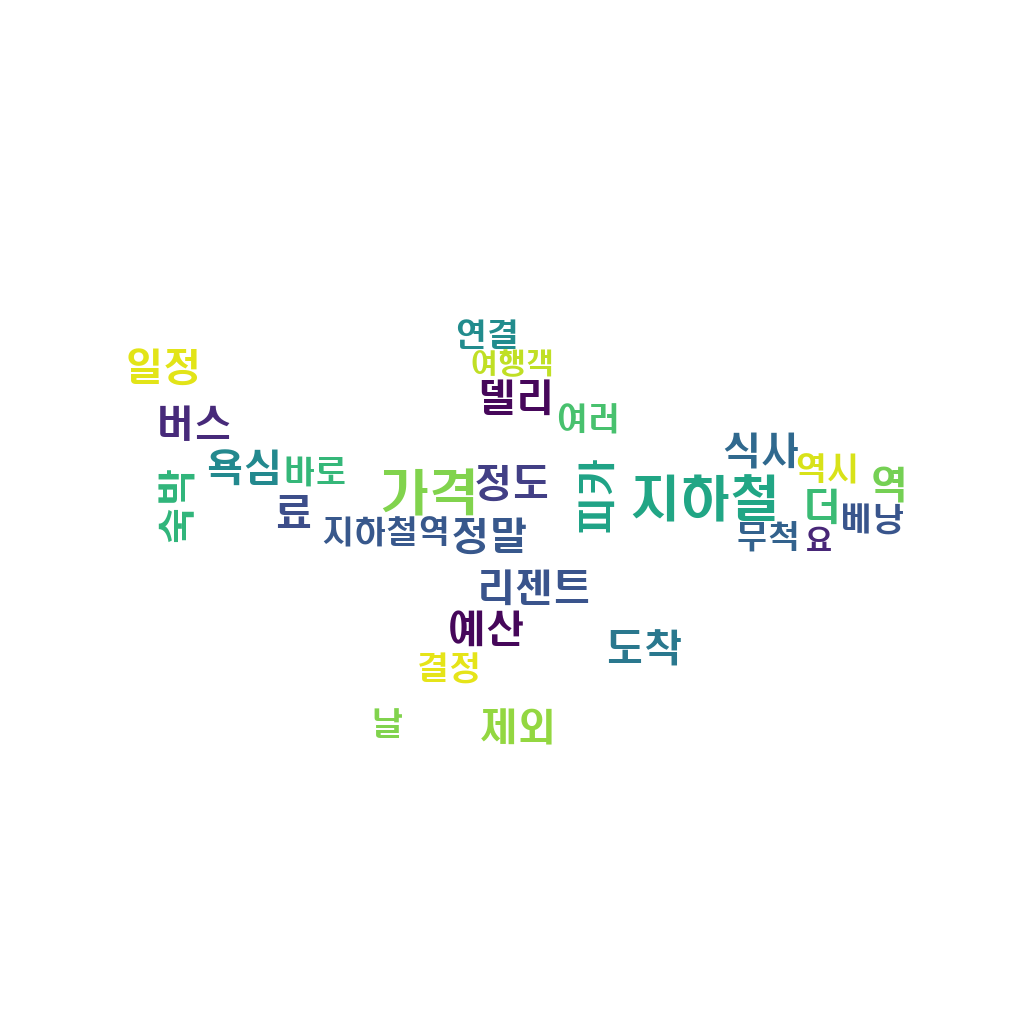 연결
여행객
일정
델리
버스
여러
식사
욕심
바로
역시
가격
정도
피카
지하철
역
숙박
료
더
베낭
지하철역
정말
무척
요
리젠트
예산
도착
결정
날
제외